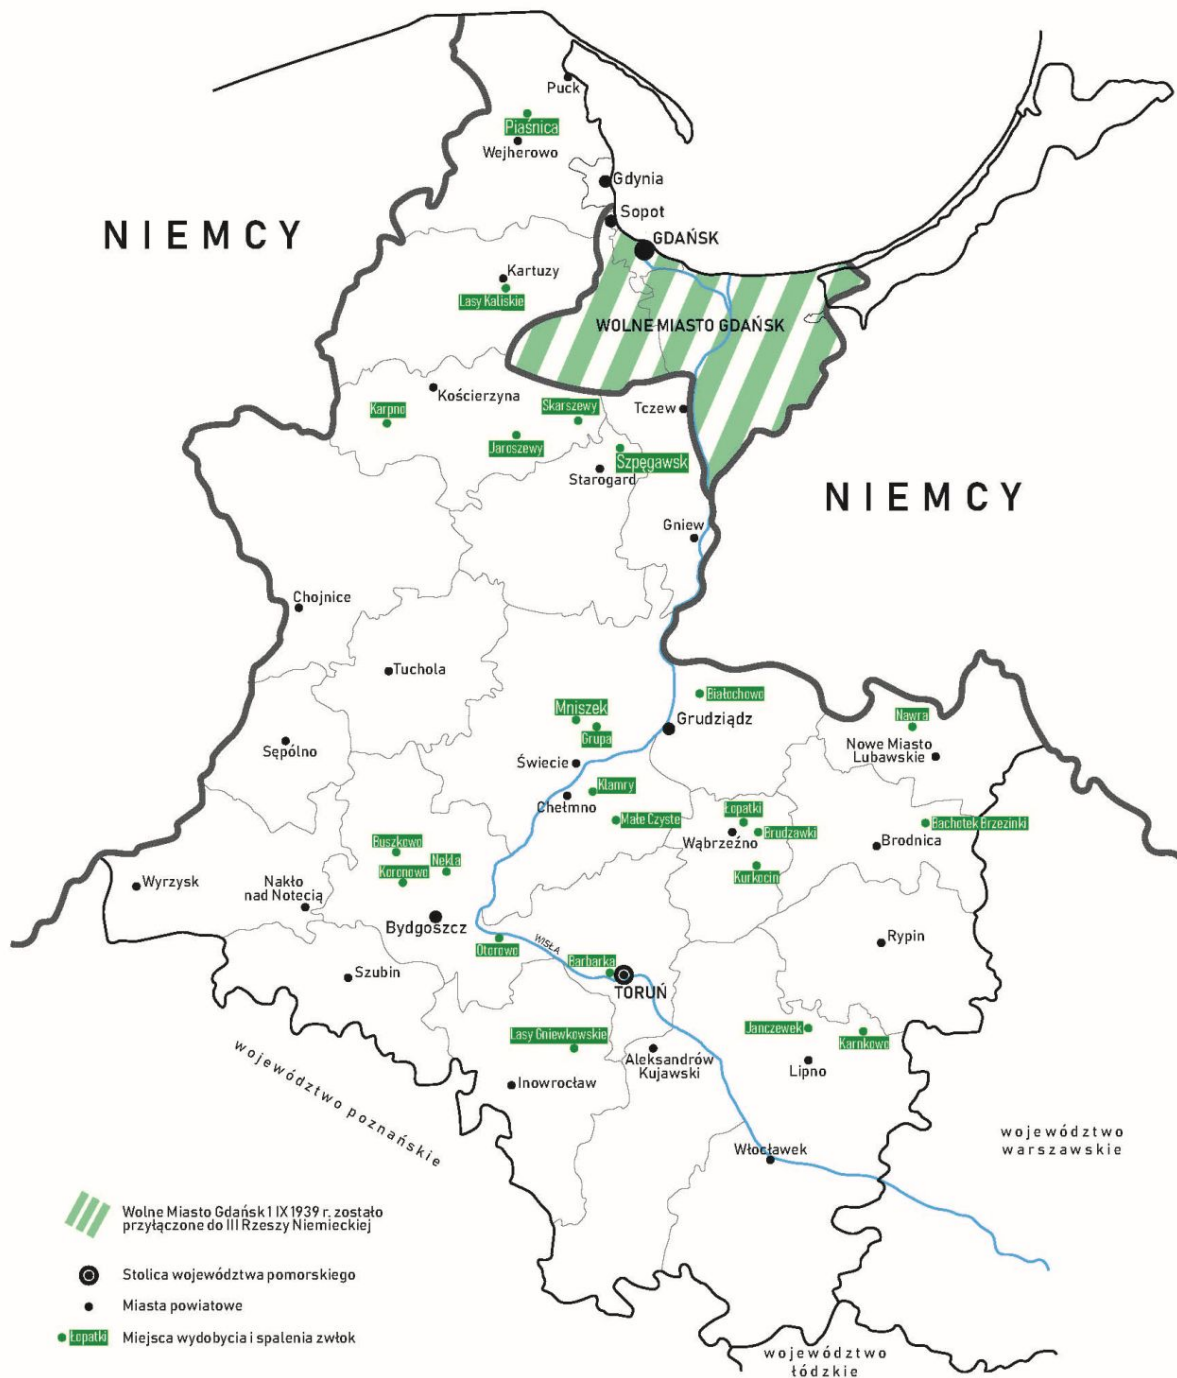 Puck
Piaśnica
Wejherowo
Gdynia
Sopot
NIEMCY
GDAŃSK
Kartuzy
Lasy Kaliskie
WOLNE MIASTO GDAŃSK
Kościerzyna
Karpno
Skarszewy
Tczew
Jaroszewy
Szpęgawsk
Starogard
NIEMCY
Gniew
Chojnice
Tuchola
Białochowo
Mniszek
Grupa
Grudziądz
Nawra
Sępólno
Nowe Miasto
Lubawskie
Świecie
Klamry
Chełmno
Małe Czyste
Łopatki
Wąbrzeźno
Brudzawki
Bachotek Brzezinki
Brodnica
Buszkowo
Nekla
Koronowo
Kurkocin
Wyrzysk
Nakło
nad Notecią
Bydgoszcz
Otorowo
WISŁA
Rypin
Barbarka
Szubin
TORUŃ
Lasy Gniewkowskie
Janczewek
Karnkowo
Aleksandrów
Kujawski
Lipno
Inowrocław
województwo poznańskie
Włocławek
województwo
warszawskie
Wolne Miasto Gdańsk 1 IX 1939 r. zostało
przyłączone do III Rzeszy Niemieckiej
Stolica województwa pomorskiego
Miasta powiatowe
Łopatki Miejsca wydobycia i spalenia zwłok
województwo
łódzkie